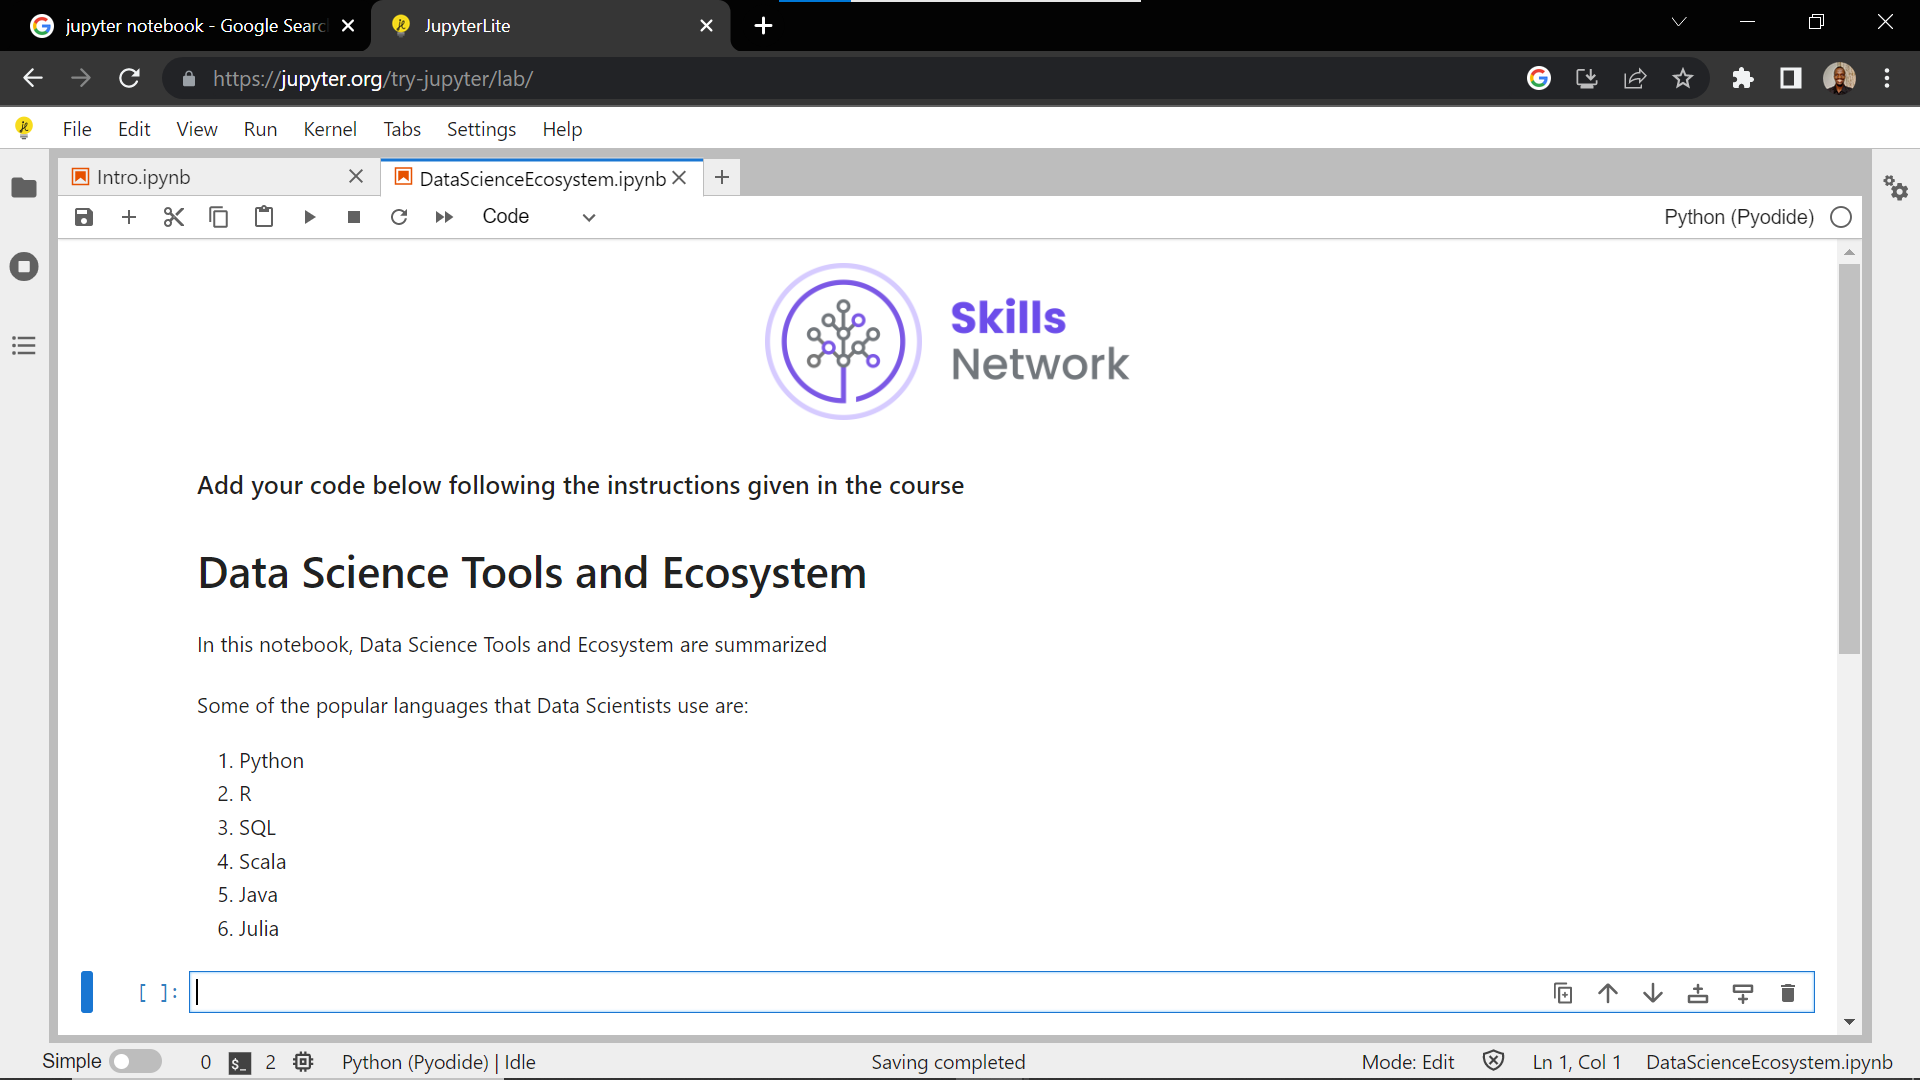 jupyter notebook - Google Searc
JupyterLite
https://jupyter.org/try-jupyter/lab/
File Edit View Run Kernel Tabs Settings Help
Intro.ipynb
DataScienceEcosystem.ipynb
Code
Python (Pyodide)
Skills
Network
Add your code below following the instructions given in the course
Data Science Tools and Ecosystem
In this notebook, Data Science Tools and Ecosystem are summarized
Some of the popular languages that Data Scientists use are:
1. Python
2. R
3. SQL
4. Scala
5. Java
6. Julia
[ ]:
Simple 0 $_ 2 Python (Pyodide) | Idle Saving completed Mode: Edit Ln 1, Col 1 DataScienceEcosystem.ipynb